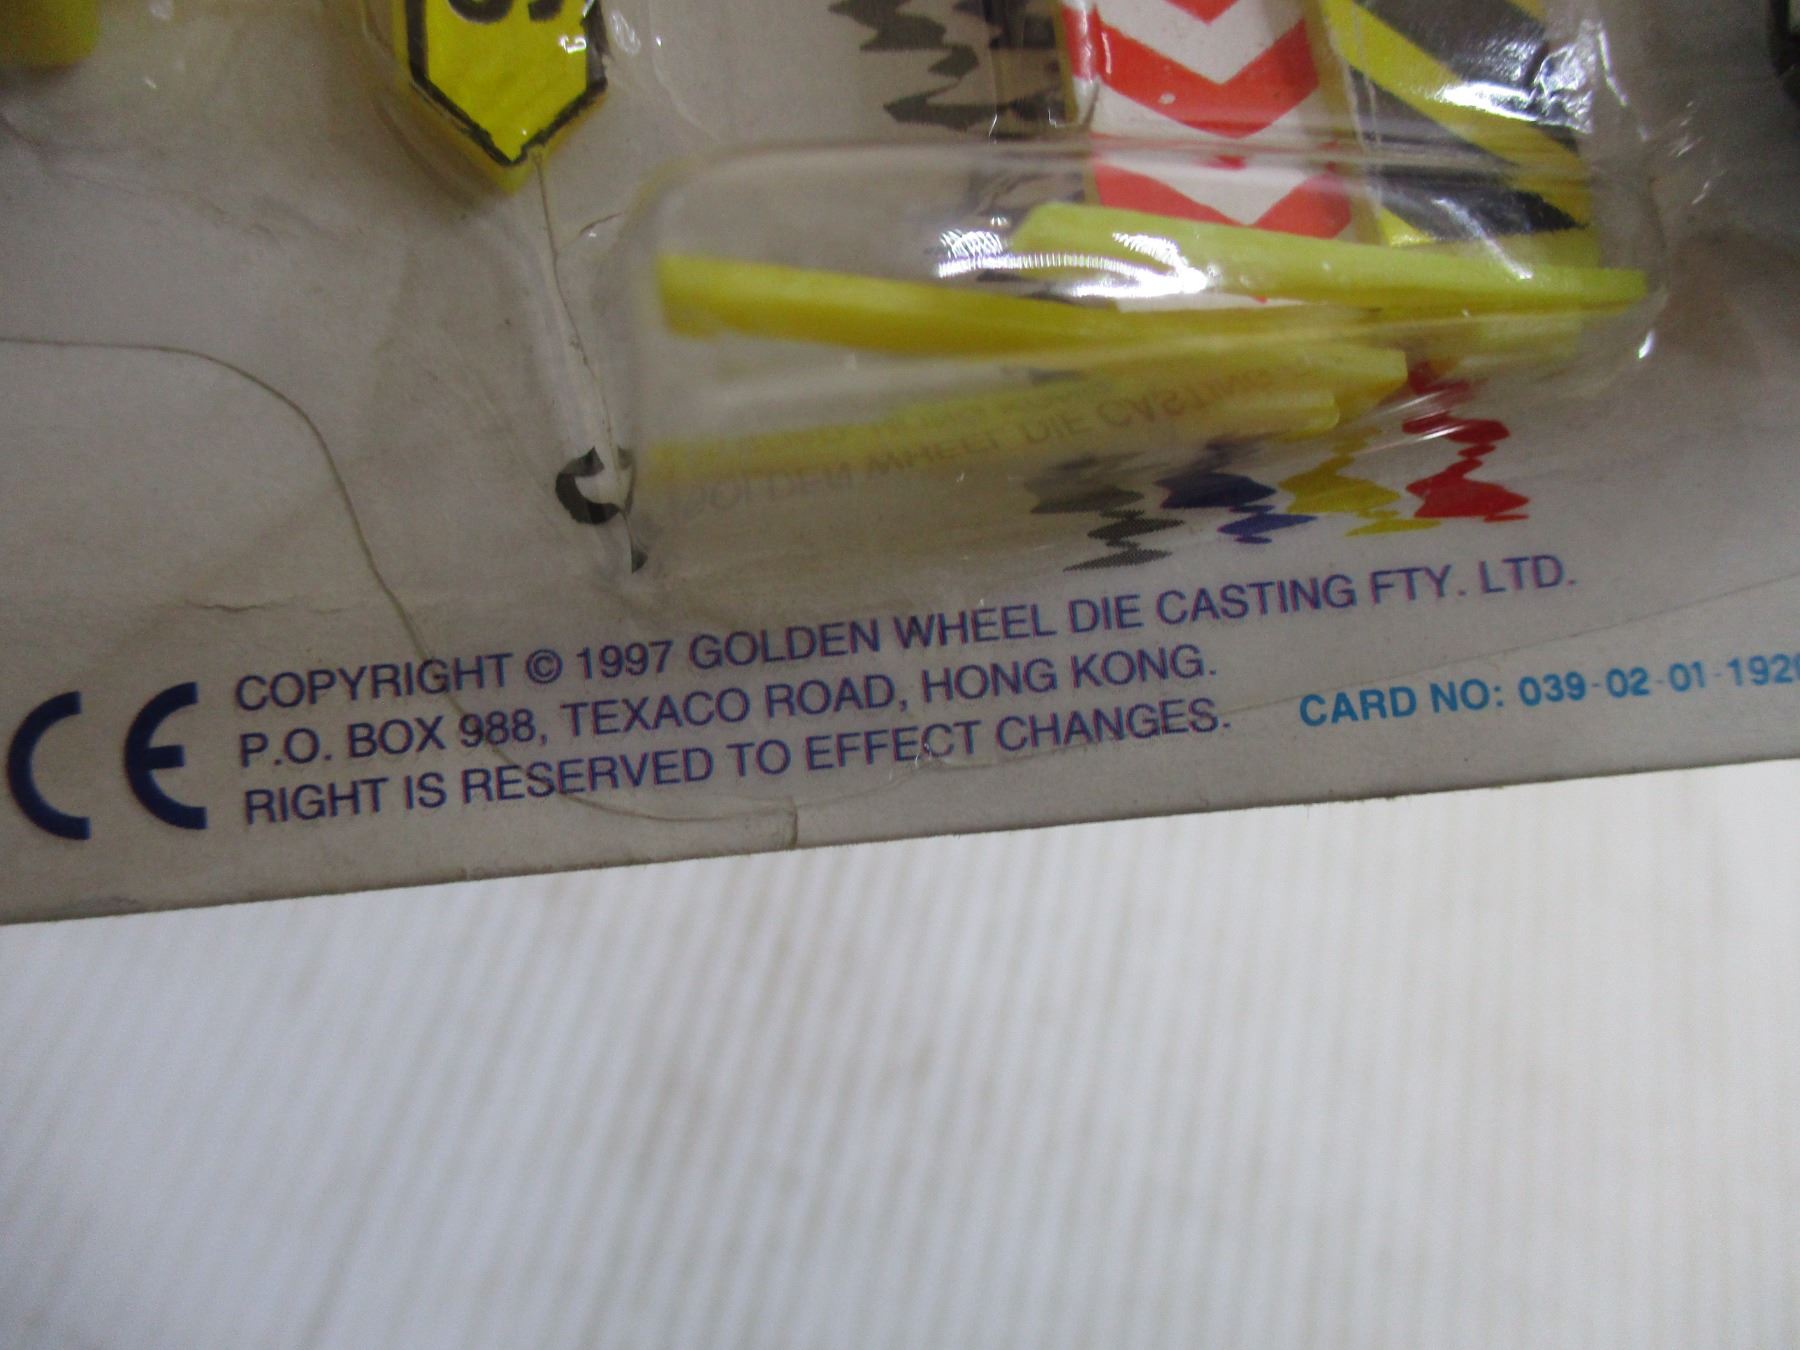 CE
COPYRIGHT © 1997 GOLDEN WHEEL DIE CASTING FTY. LTD.
P.O. BOX 988, TEXACO ROAD, HONG KONG.
RIGHT IS RESERVED TO EFFECT CHANGES.
CARD NO: 039-02-01-192